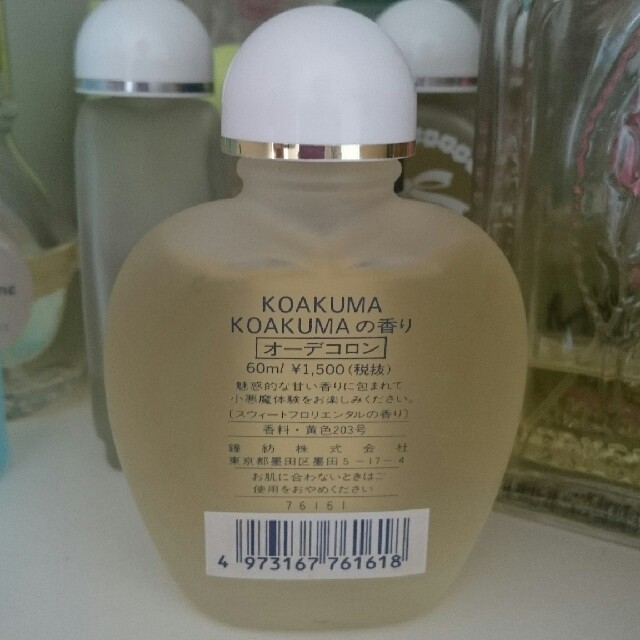 KOAKUMA
KOAKUMAの香り
オーデコロン
60ml ¥1,500(税抜)
魅惑的な甘い香りに包まれて
小悪魔体験をお楽しみください。
[スウィートフロリエンタルの香り]
香料・黄色203号
鐘紡株式会社
東京都墨田区墨田5-17-4
お肌に合わないときはご
使用をおやめください
76161
4 973167 761618